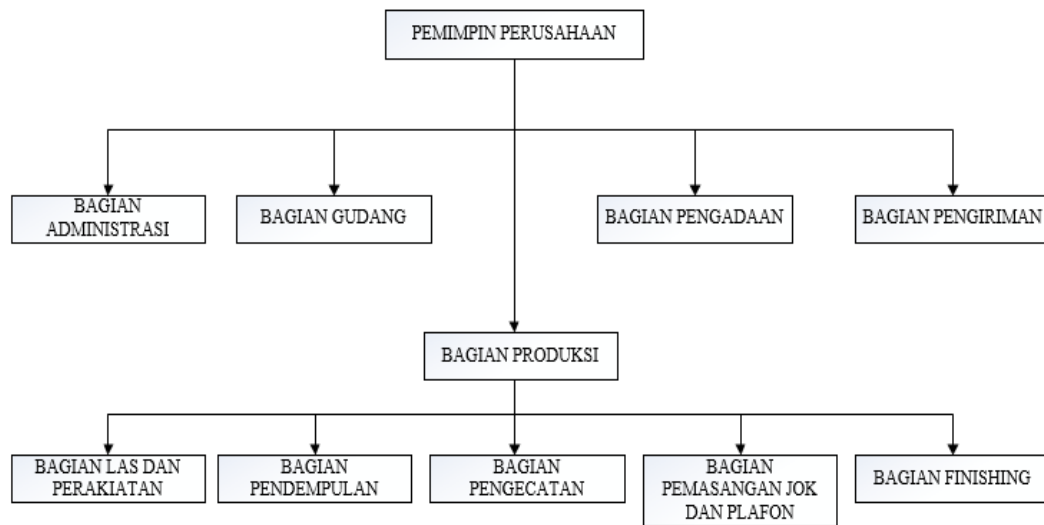 PEMIMPIN PERUSAHAAN
BAGIAN
ADMINISTRASI
BAGIAN GUDANG
BAGIAN PENGADAAN
BAGIAN PENGIRIMAN
BAGIAN PRODUKSI
BAGIAN LAS DAN
PERAKIATAN
BAGIAN
PENDEMPULAN
BAGIAN
PENGECATAN
BAGIAN
PEMASANGAN JOK
DAN PLAFON
BAGIAN FINISHING